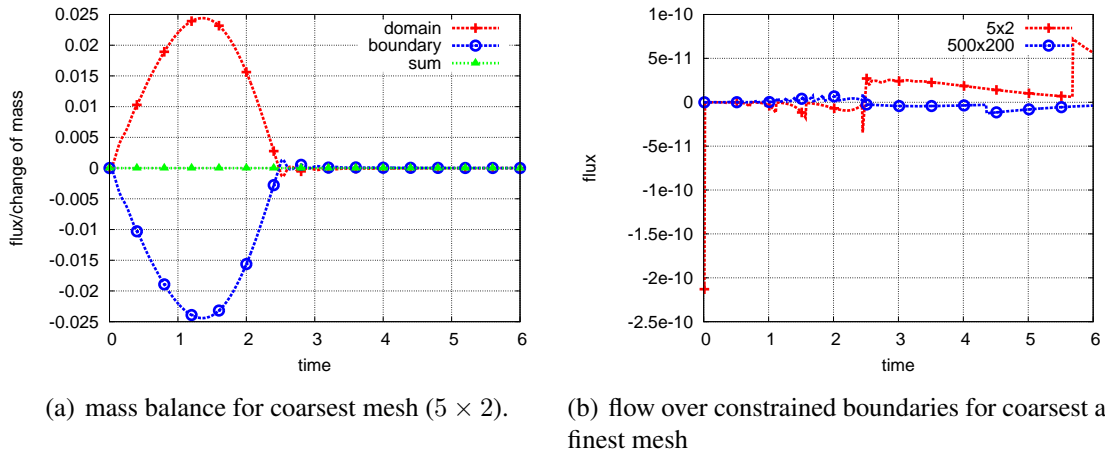 0.025
0.02
0.015
0.01
0.005
0
-0.005
-0.01
-0.015
-0.02
-0.025
flux/change of mass
0 1 2 3 4 5 6
time
domain
boundary
sum
1e-10
5e-11
0
-5e-11
-1e-10
-1.5e-10
-2e-10
-2.5e-10
flux
0 1 2 3 4 5 6
time
5x2
500x200
(a) mass balance for coarsest mesh (5 × 2).
(b) flow over constrained boundaries for coarsest a
finest mesh